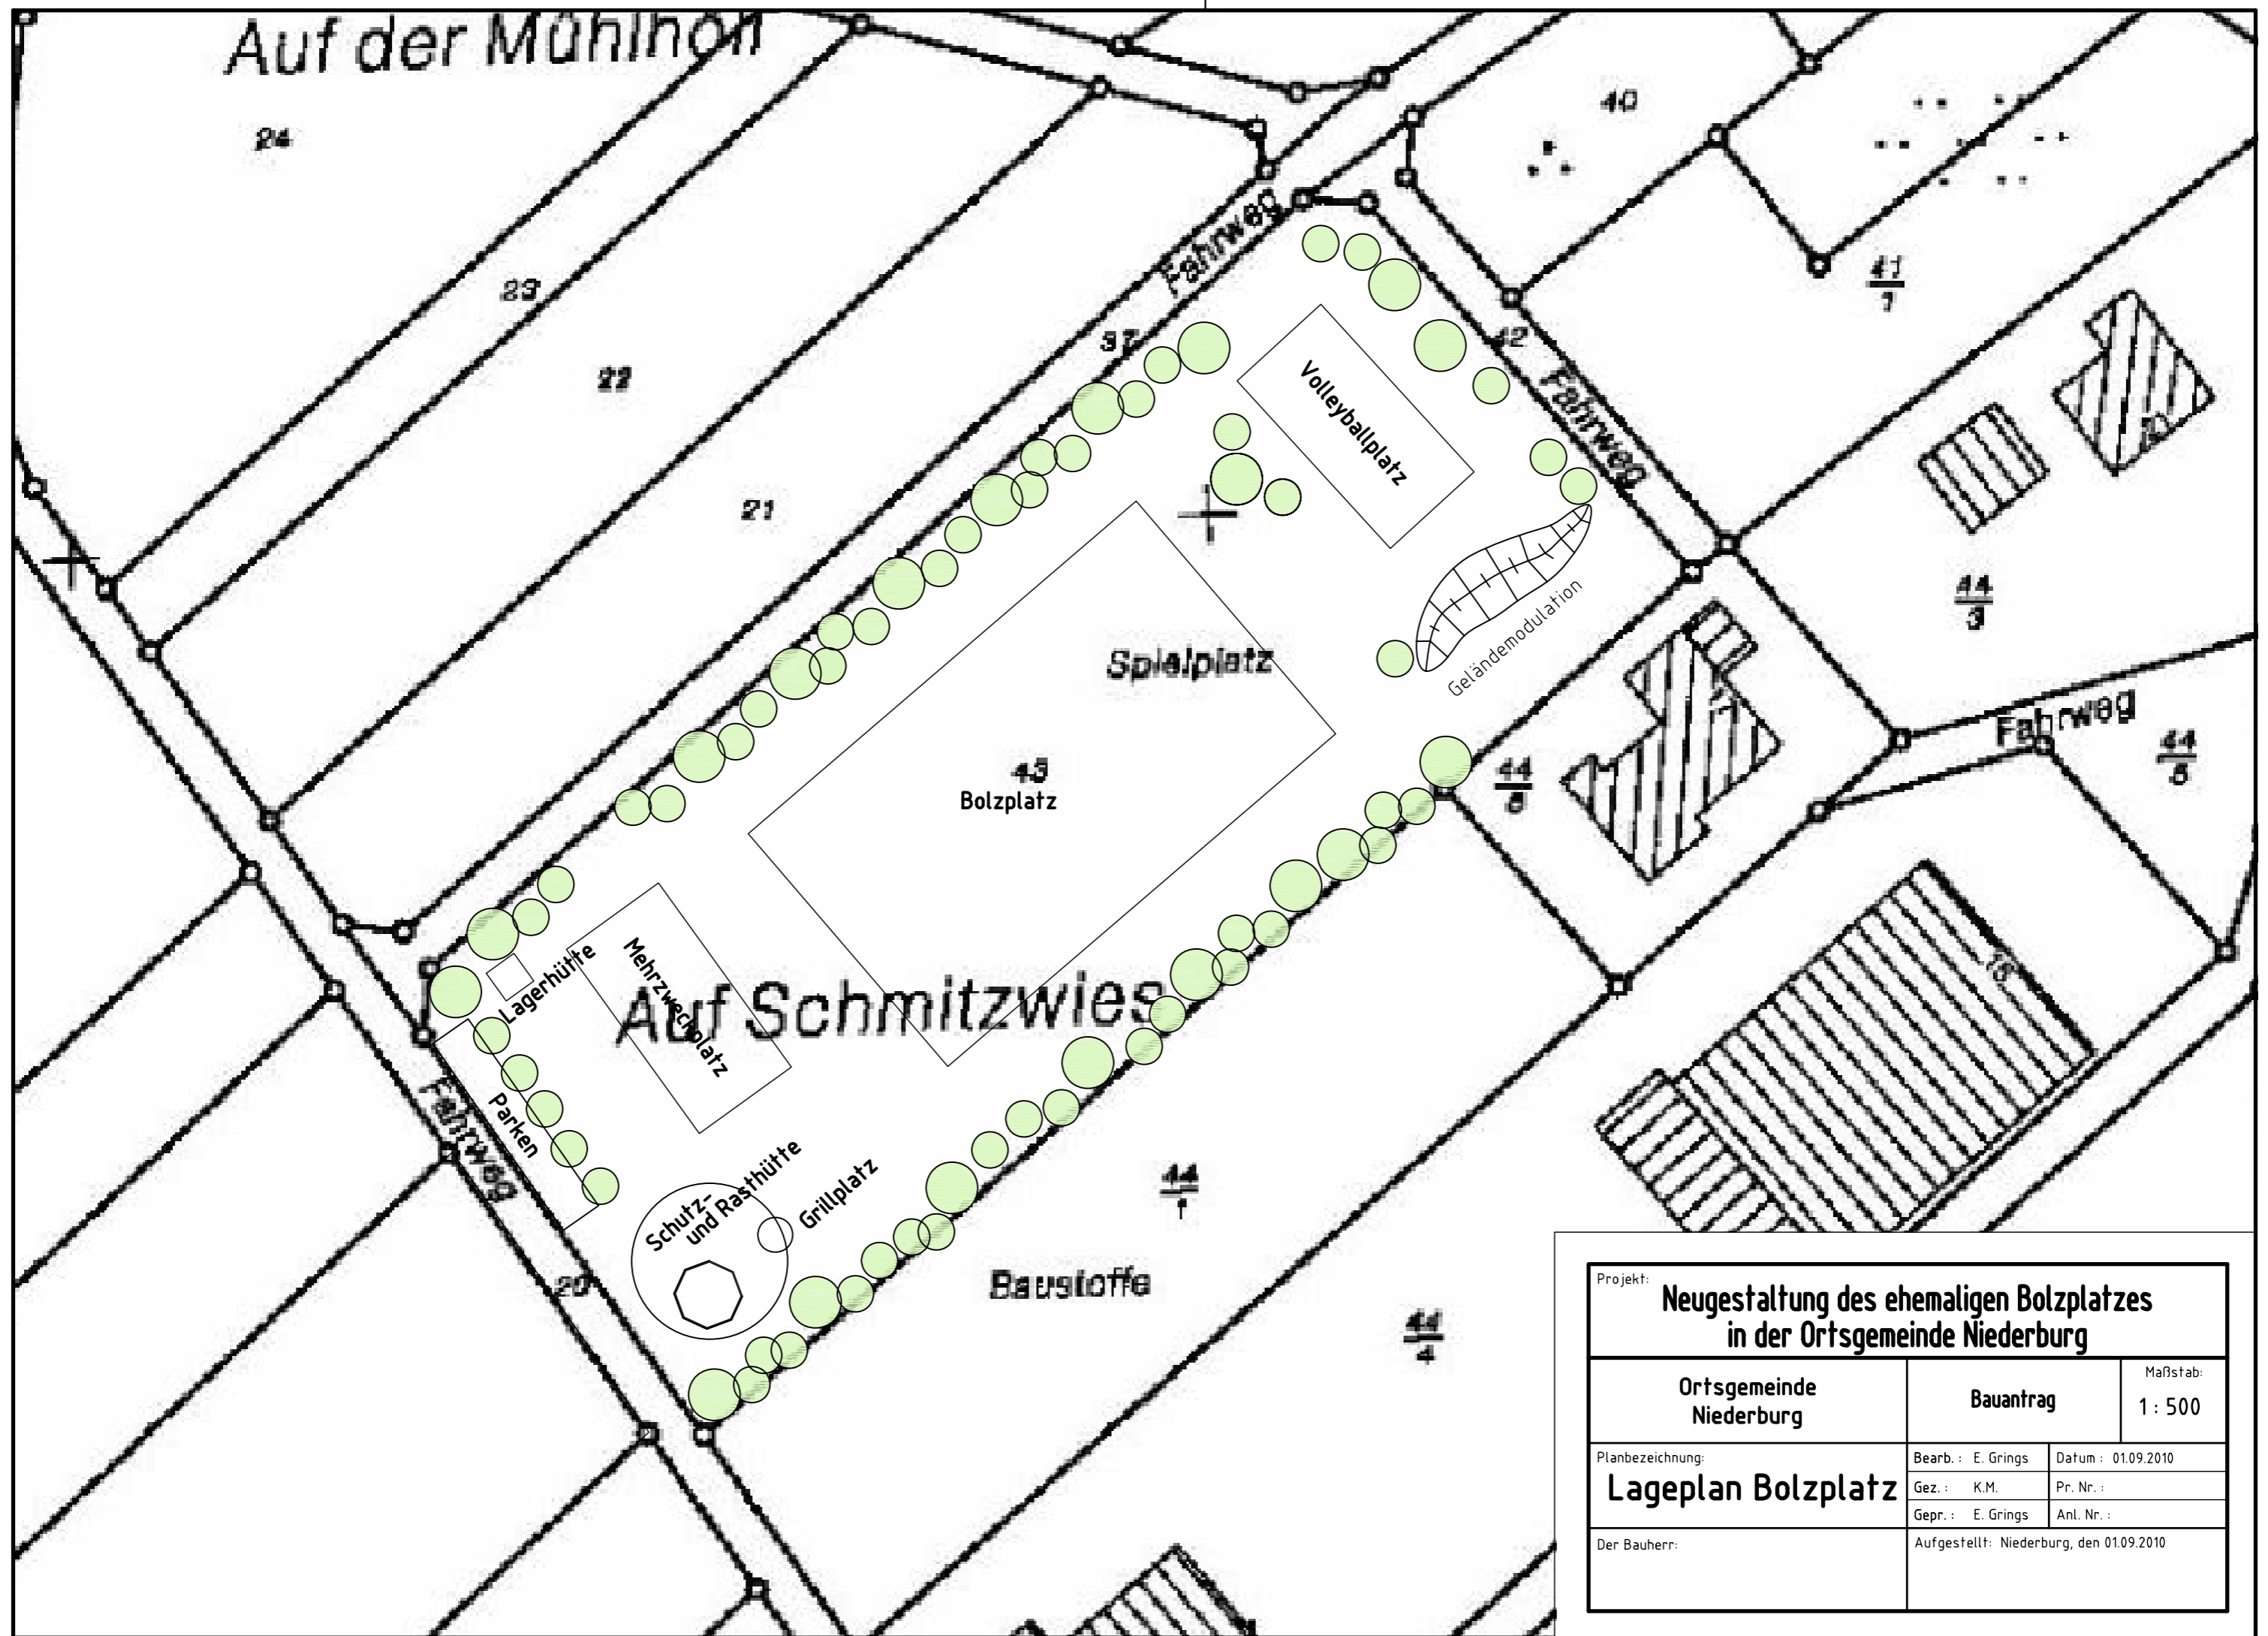 Auf der Mühlholl
24
40
Fahrweg
41
1
23
37
42
22
Volleyballplatz
Fahrweg
21
44
3
Geländemodulation
Spielplatz
Fahrweg
43
Bolzplatz
44
8
44
6
Lagerhütte
Mehrzweckplatz
Auf Schmitzwies
Fahrweg
Parken
Schutz-
und Rasthütte
Grillplatz
44
1
20
Baustoffe
44
4
Projekt:
Neugestaltung des ehemaligen Bolzplatzes
in der Ortsgemeinde Niederburg
Ortsgemeinde
Niederburg
Bauantrag
Maßstab:
1 : 500
Planbezeichnung:
Lageplan Bolzplatz
Bearb. : E. Grings
Datum : 01.09.2010
Gez. : K.M.
Pr. Nr. :
Gepr. : E. Grings
Anl. Nr. :
Der Bauherr:
Aufgestellt: Niederburg, den 01.09.2010